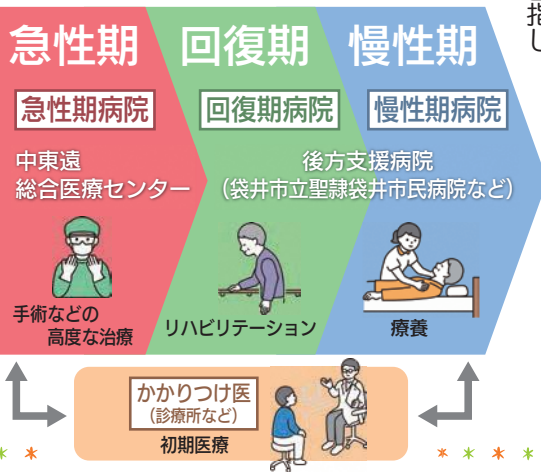 指し
急性期
回復期
慢性期
急性期病院
回復期病院
慢性期病院
中東遠
総合医療センター
後方支援病院
（袋井市立聖隷袋井市民病院など）
手術などの
高度な治療
リハビリテーション
療養
かかりつけ医
（診療所など）
初期医療